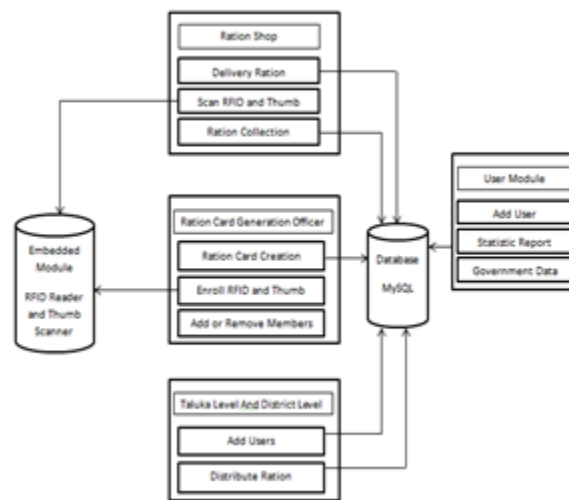 Ration Shop
Delivery Ration
Scan RFID and Thumb
Ration Collection
User Module
Add User
Statistic Report
Government Data
Ration Card Generation Officer
Ration Card Creation
Enroll RFID and Thumb
Add or Remove Members
Embedded
Module
RFID Reader
and Thumb
Scanner
Database
MySQL
Taluka Level And District Level
Add Users
Distribute Ration